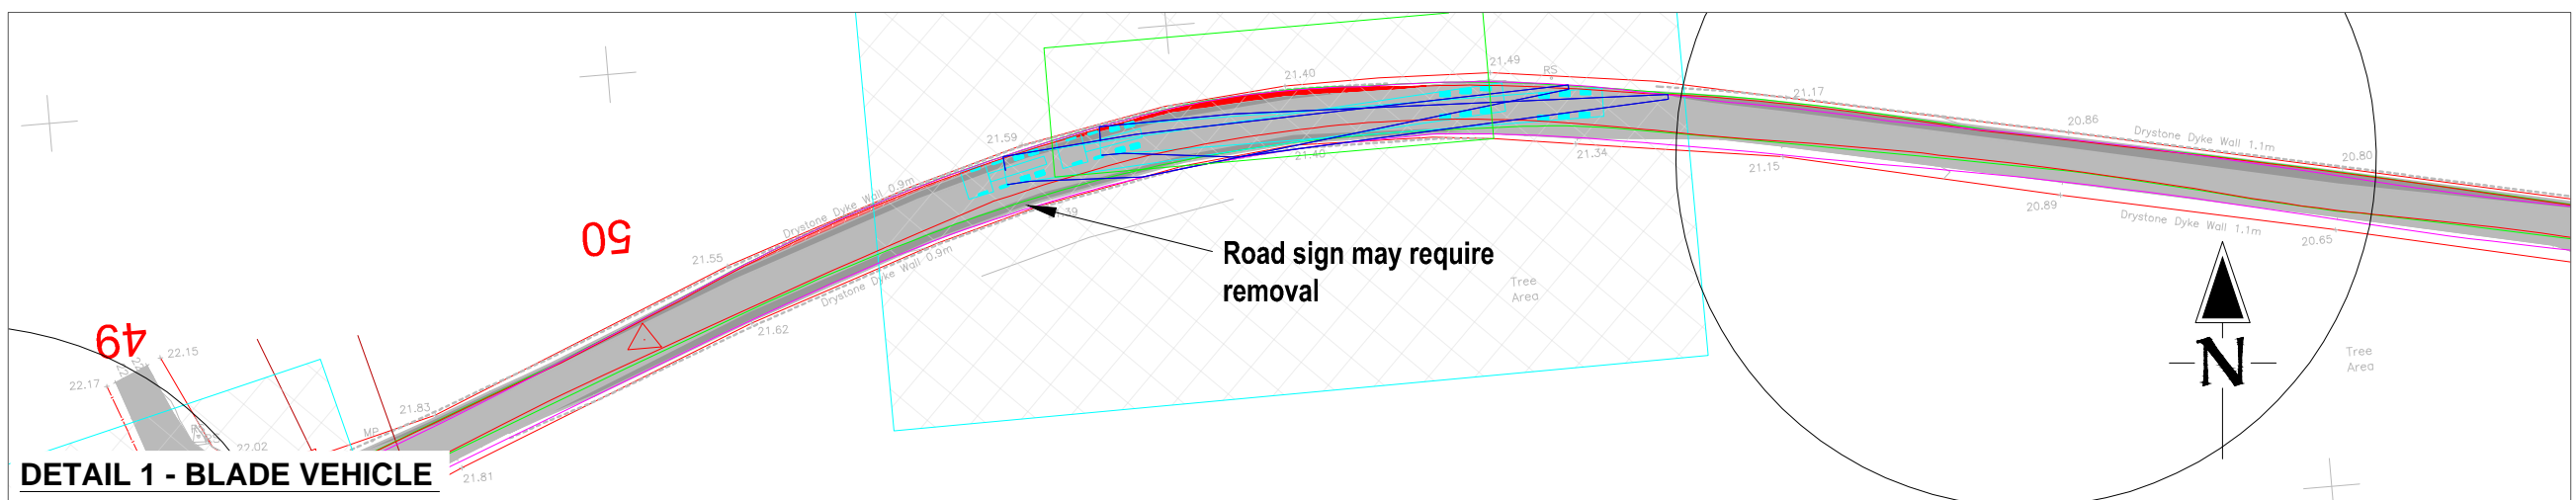 21.49
RS
21.40
21.17
20.86
Drystone Dyke Wall 1.1m
20.80
21.59
21.40
21.34
21.15
20.89
Drystone Dyke Wall 1.1m
20.65
Drystone Dyke Wall 0.9m
.39
50
21.55
Drystone Dyke Wall 0.9m
Road sign may require
removal
Tree
Area
21.62
49
22.15
22.17
Tree
Area
N
21.83
MP
22.02
DETAIL 1 - BLADE VEHICLE
21.81